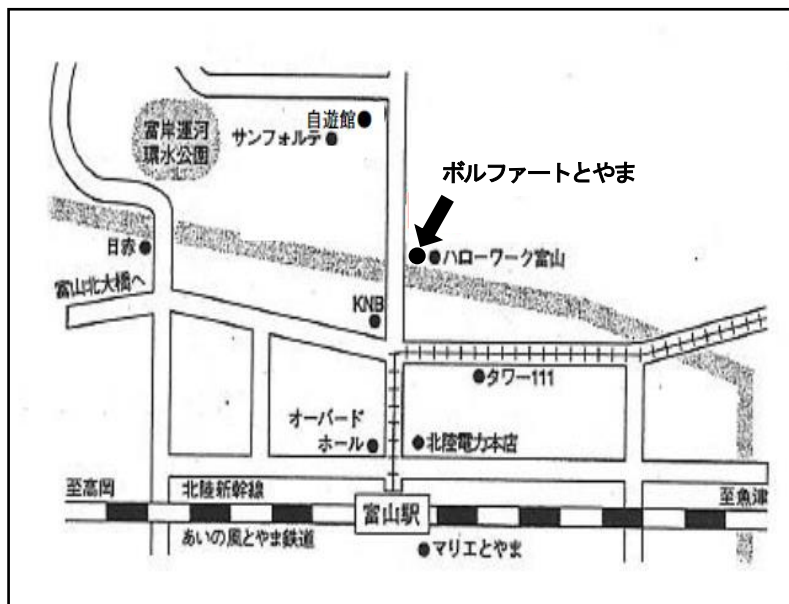 自遊館
富岸運河
環水公園
サンフォルテ
ボルファートとやま
日赤
ハローワーク富山
富山北大橋へ
KNB
タワー111
オーバード
ホール
北陸電力本店
至高岡
北陸新幹線
至魚津
富山駅
あいの風とやま鉄道
マリエとやま